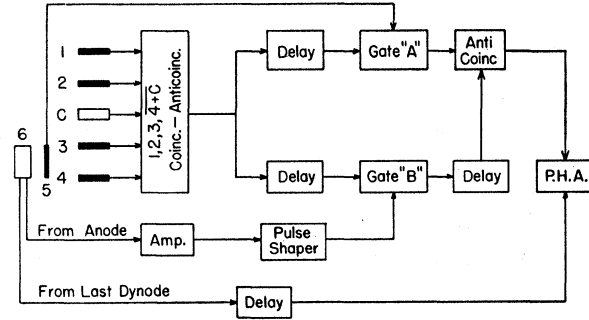 1
2
C
3
4
5
6
1,2,3,4+C
Coinc. – Anticoinc.
Delay
Gate "A"
Anti
Coinc
Delay
Gate "B"
Delay
P.H.A.
From Anode
Amp.
Pulse
Shaper
From Last Dynode
Delay